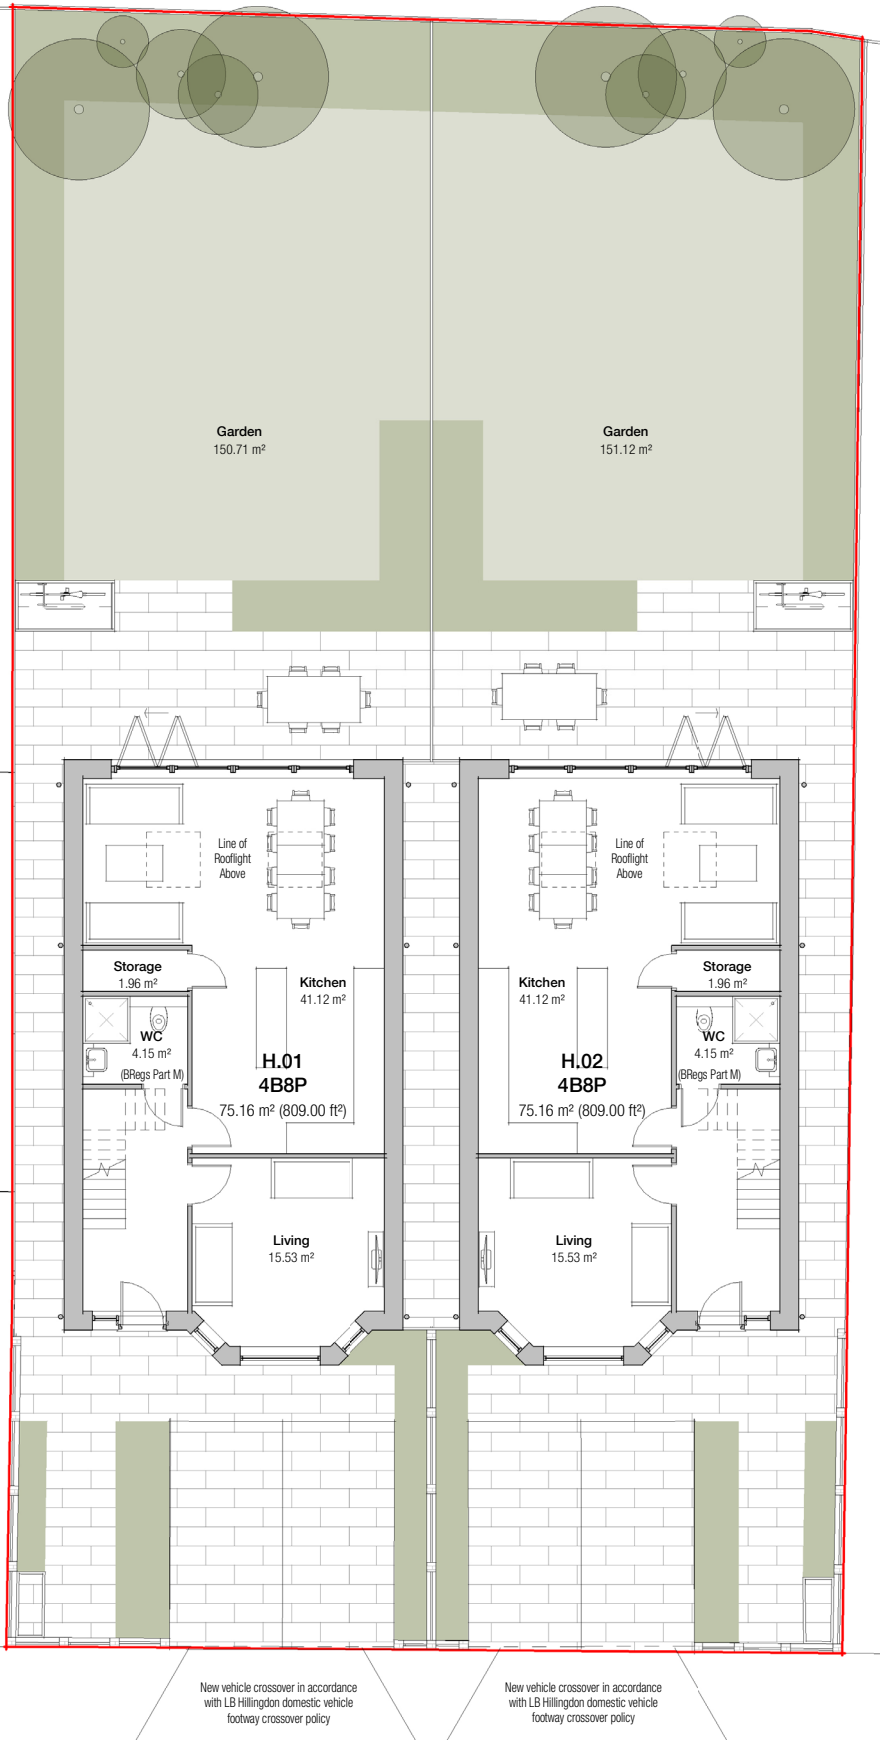 Garden
150.71 m²
Garden
151.12 m²
Line of
Rooflight
Above
Line of
Rooflight
Above
Storage
1.96 m²
Kitchen
41.12 m²
WC
4.15 m²
(BRegs Part M)
H.01
4B8P
75.16 m² (809.00 ft²)
Living
15.53 m²
Kitchen
41.12 m²
Storage
1.96 m²
WC
4.15 m²
(BRegs Part M)
H.02
4B8P
75.16 m² (809.00 ft²)
Living
15.53 m²
New vehicle crossover in accordance
with LB Hillingdon domestic vehicle
footway crossover policy
New vehicle crossover in accordance
with LB Hillingdon domestic vehicle
footway crossover policy